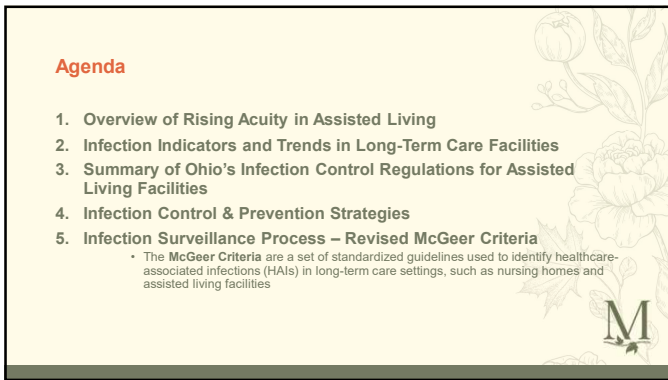 Agenda
1. Overview of Rising Acuity in Assisted Living
2. Infection Indicators and Trends in Long-Term Care Facilities
3. Summary of Ohio's Infection Control Regulations for Assisted
Living Facilities
4. Infection Control & Prevention Strategies
5. Infection Surveillance Process – Revised McGeer Criteria
• The McGeer Criteria are a set of standardized guidelines used to identify healthcare-
associated infections (HAIs) in long-term care settings, such as nursing homes and
assisted living facilities
M